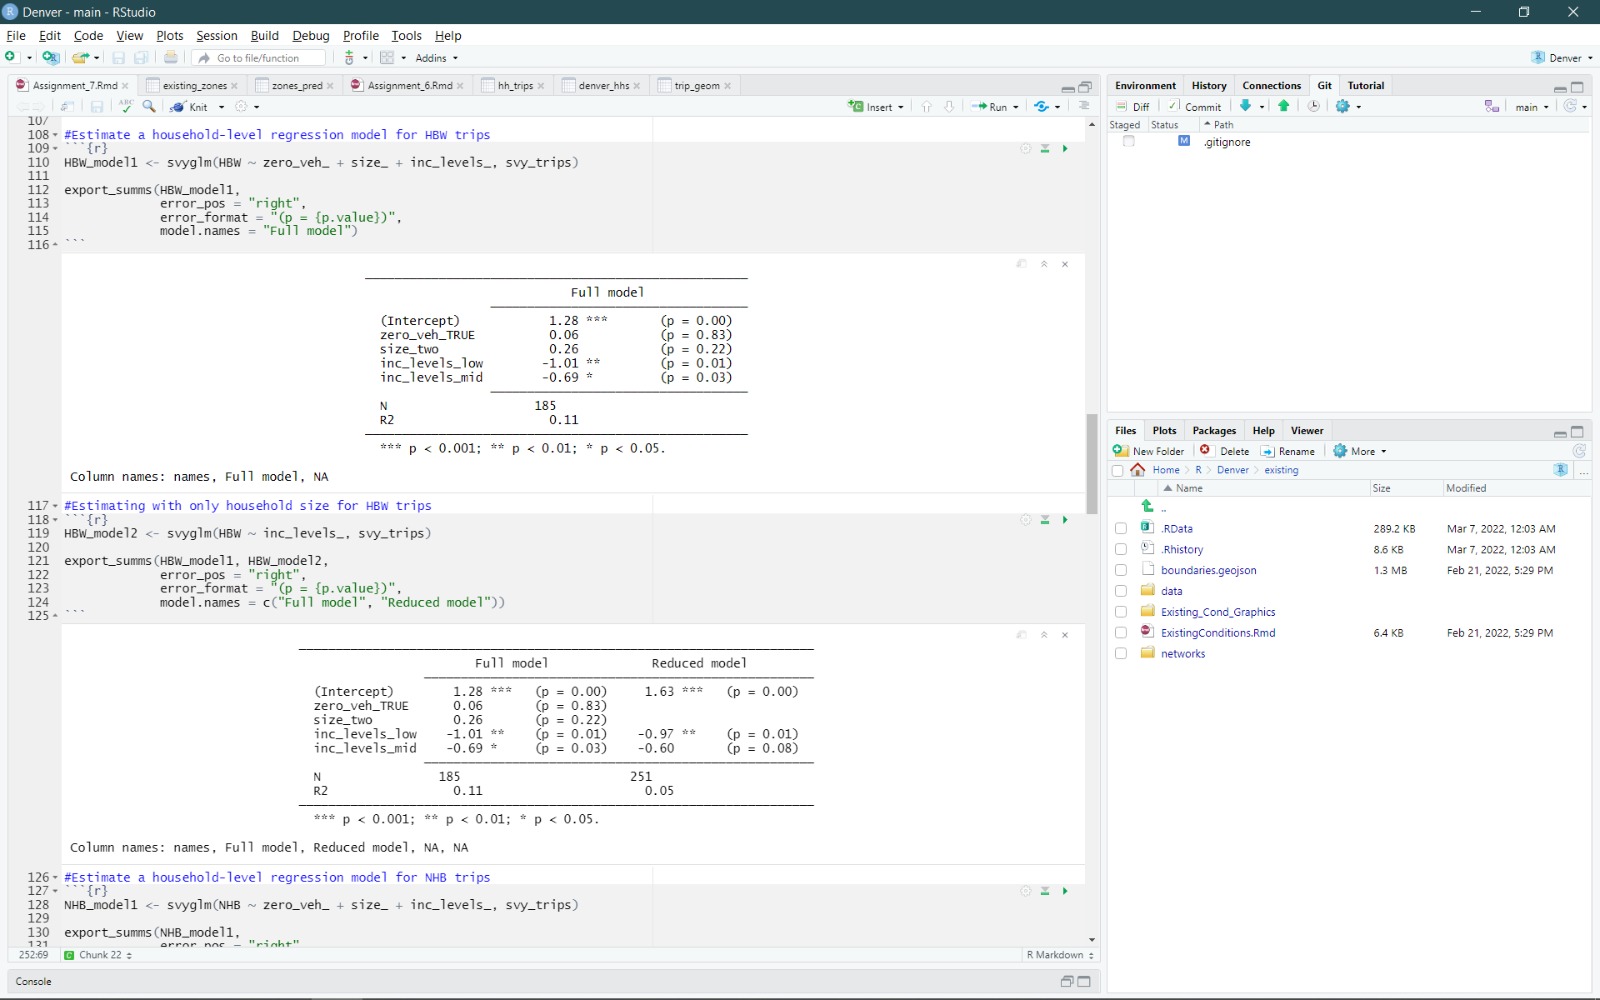 Denver - main - RStudio
File Edit Code View Plots Session Build Debug Profile Tools Help
Go to file/function
Addins
Denver
Assignment_7.Rmd
existing_zones
zones_pred
Assignment_6.Rmd
hh_trips
denver_hhs
trip_geom
Knit
Insert
Run
107
108 #Estimate a household-level regression model for HBW trips
109 ```{r}
110 HBW_model1 <- svyglm(HBW ~ zero_veh_ + size_ + inc_levels_, svy_trips)
111
112 export_summs(HBW_model1,
113 error_pos = "right",
114 error_format = "(p = {p.value})",
115 model.names = "Full model")
116 ```
Full model
(Intercept) 1.28 *** (p = 0.00)
zero_veh_TRUE 0.06 (p = 0.83)
size_two 0.26 (p = 0.22)
inc_levels_low -1.01 ** (p = 0.01)
inc_levels_mid -0.69 * (p = 0.03)
N 185
R2 0.11
*** p < 0.001; ** p < 0.01; * p < 0.05.
Column names: names, Full model, NA
117 #Estimating with only household size for HBW trips
118 ```{r}
119 HBW_model2 <- svyglm(HBW ~ inc_levels_, svy_trips)
120
121 export_summs(HBW_model1, HBW_model2,
122 error_pos = "right",
123 error_format = "(p = {p.value})",
124 model.names = c("Full model", "Reduced model"))
125 ```
Full model Reduced model
(Intercept) 1.28 *** (p = 0.00) 1.63 *** (p = 0.00)
zero_veh_TRUE 0.06 (p = 0.83)
size_two 0.26 (p = 0.22)
inc_levels_low -1.01 ** (p = 0.01) -0.97 ** (p = 0.01)
inc_levels_mid -0.69 * (p = 0.03) -0.60 (p = 0.08)
N 185 251
R2 0.11 0.05
*** p < 0.001; ** p < 0.01; * p < 0.05.
Column names: names, Full model, Reduced model, NA, NA
126 #Estimate a household-level regression model for NHB trips
127 ```{r}
128 NHB_model1 <- svyglm(NHB ~ zero_veh_ + size_ + inc_levels_, svy_trips)
129
130 export_summs(NHB_model1,
131 error_pos = "right"
252:69 Chunk 22 R Markdown
Console
Environment History Connections Git Tutorial
Diff Commit main
Staged Status Path
M .gitignore
Files Plots Packages Help Viewer
New Folder Delete Rename More
Home R Denver existing ...
Name Size Modified
..
.RData 289.2 KB Mar 7, 2022, 12:03 AM
.Rhistory 8.6 KB Mar 7, 2022, 12:03 AM
boundaries.geojson 1.3 MB Feb 21, 2022, 5:29 PM
data
Existing_Cond_Graphics
ExistingConditions.Rmd 6.4 KB Feb 21, 2022, 5:29 PM
networks